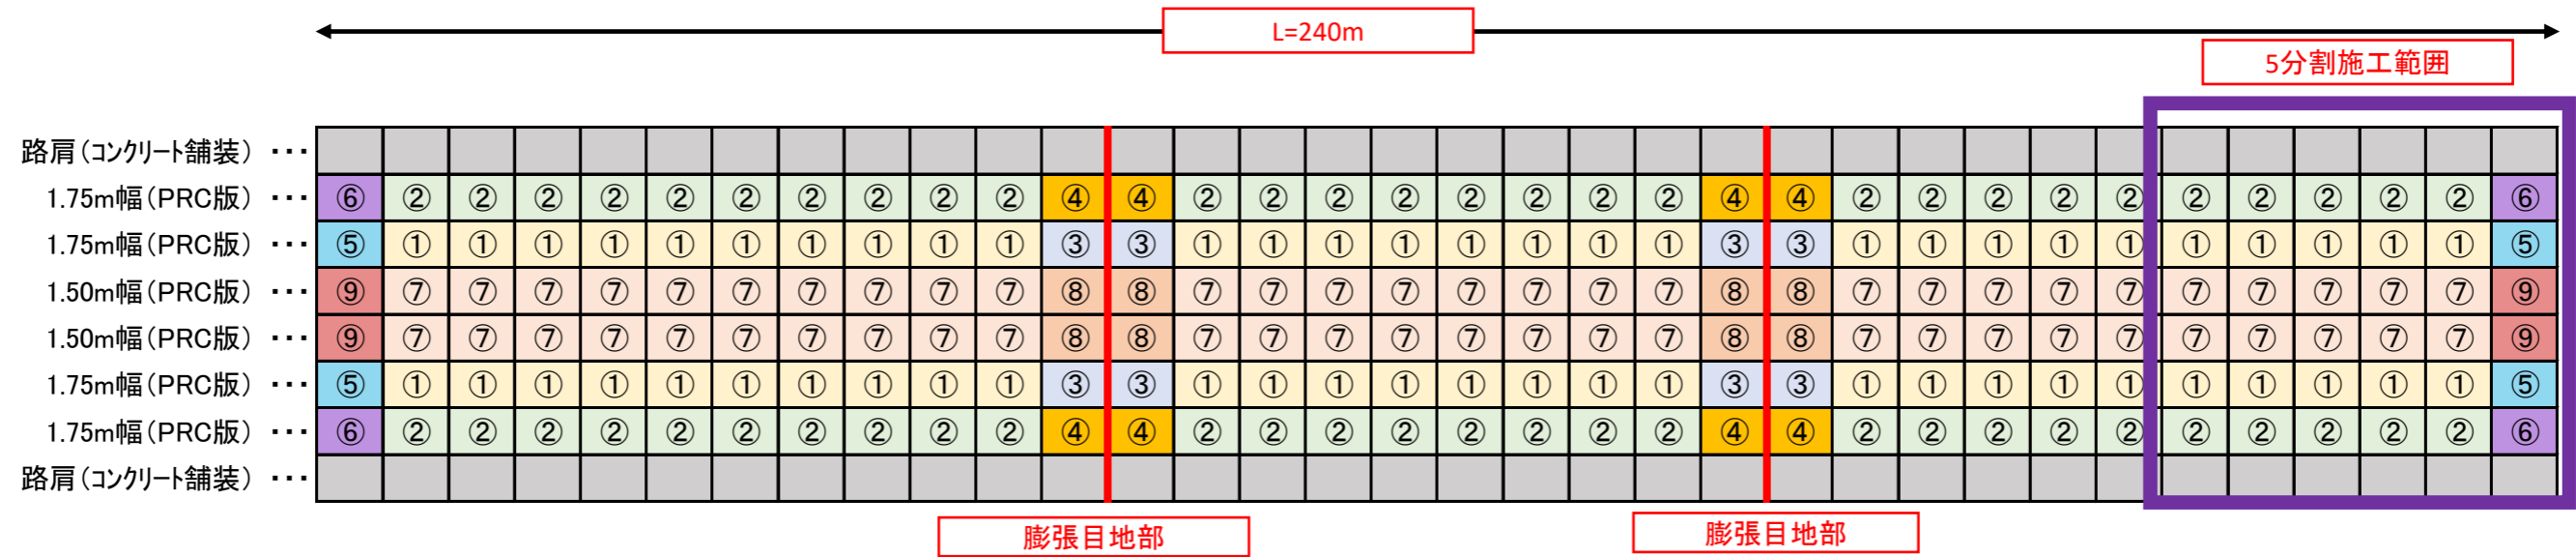 L=240m
5分割施工範囲
路肩(コンクリート舗装) ･･･
1.75m幅(PRC版) ･･･ ⑥ ② ② ② ② ② ② ② ② ② ② ④ ④ ② ② ② ② ② ② ② ② ④ ④ ② ② ② ② ② ② ② ② ② ② ⑥
1.75m幅(PRC版) ･･･ ⑤ ① ① ① ① ① ① ① ① ① ① ③ ③ ① ① ① ① ① ① ① ① ③ ③ ① ① ① ① ① ① ① ① ① ① ⑤
1.50m幅(PRC版) ･･･ ⑨ ⑦ ⑦ ⑦ ⑦ ⑦ ⑦ ⑦ ⑦ ⑦ ⑦ ⑧ ⑧ ⑦ ⑦ ⑦ ⑦ ⑦ ⑦ ⑦ ⑦ ⑧ ⑧ ⑦ ⑦ ⑦ ⑦ ⑦ ⑦ ⑦ ⑦ ⑦ ⑦ ⑨
1.50m幅(PRC版) ･･･ ⑨ ⑦ ⑦ ⑦ ⑦ ⑦ ⑦ ⑦ ⑦ ⑦ ⑦ ⑧ ⑧ ⑦ ⑦ ⑦ ⑦ ⑦ ⑦ ⑦ ⑦ ⑧ ⑧ ⑦ ⑦ ⑦ ⑦ ⑦ ⑦ ⑦ ⑦ ⑦ ⑦ ⑨
1.75m幅(PRC版) ･･･ ⑤ ① ① ① ① ① ① ① ① ① ① ③ ③ ① ① ① ① ① ① ① ① ③ ③ ① ① ① ① ① ① ① ① ① ① ⑤
1.75m幅(PRC版) ･･･ ⑥ ② ② ② ② ② ② ② ② ② ② ④ ④ ② ② ② ② ② ② ② ② ④ ④ ② ② ② ② ② ② ② ② ② ② ⑥
路肩(コンクリート舗装) ･･･
膨張目地部
膨張目地部